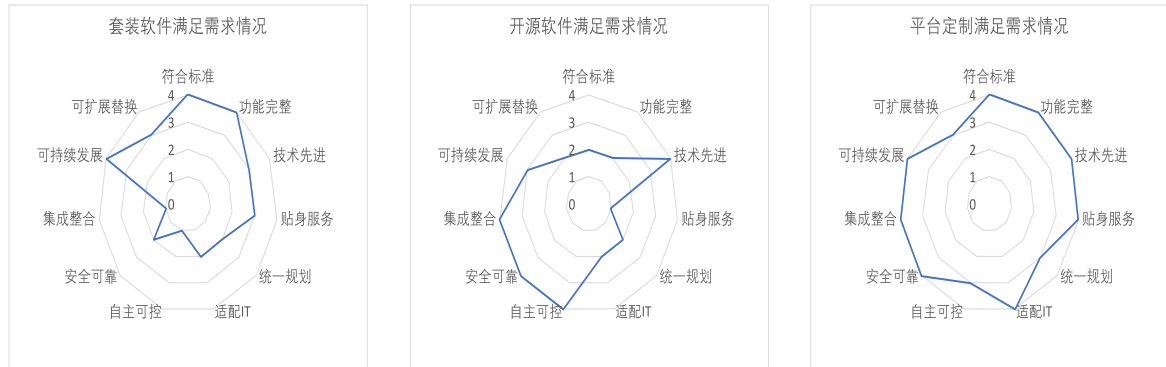 套装软件满足需求情况
符合标准
功能完整
技术先进
贴身服务
统一规划
适配IT
自主可控
安全可靠
集成整合
可持续发展
可扩展替换
4
3
2
1
0
开源软件满足需求情况
符合标准
功能完整
技术先进
贴身服务
统一规划
适配IT
自主可控
安全可靠
集成整合
可持续发展
可扩展替换
4
3
2
1
0
平台定制满足需求情况
符合标准
功能完整
技术先进
贴身服务
统一规划
适配IT
自主可控
安全可靠
集成整合
可持续发展
可扩展替换
4
3
2
1
0